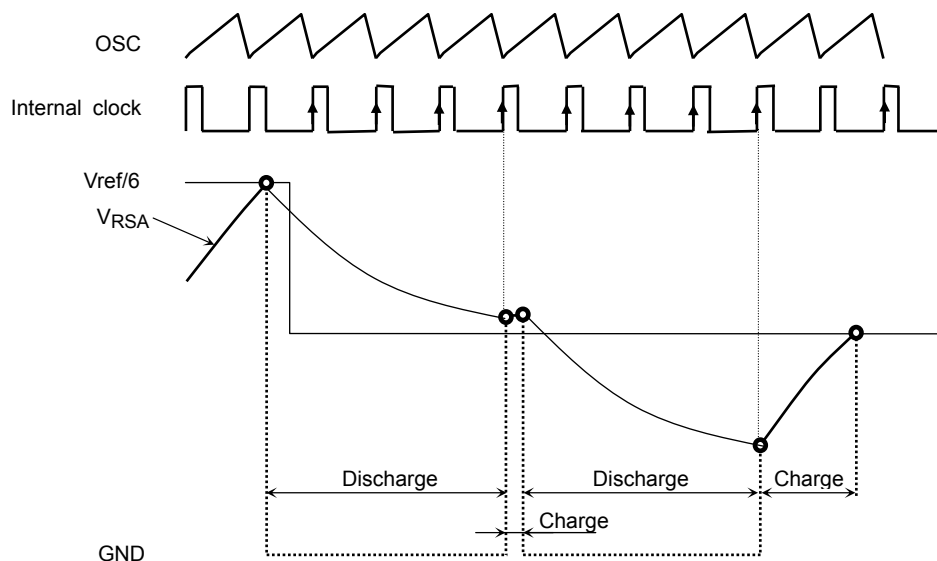 OSC
Internal clock
Vref/6
VRSA
Discharge
Discharge
Charge
Charge
GND